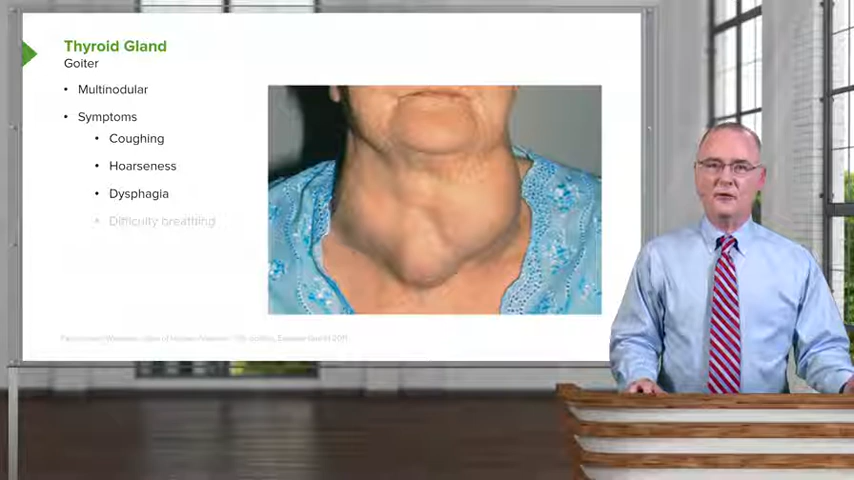 Thyroid Gland
Goiter
• Multinodular
• Symptoms
• Coughing
• Hoarseness
• Dysphagia
• Difficulty breathing